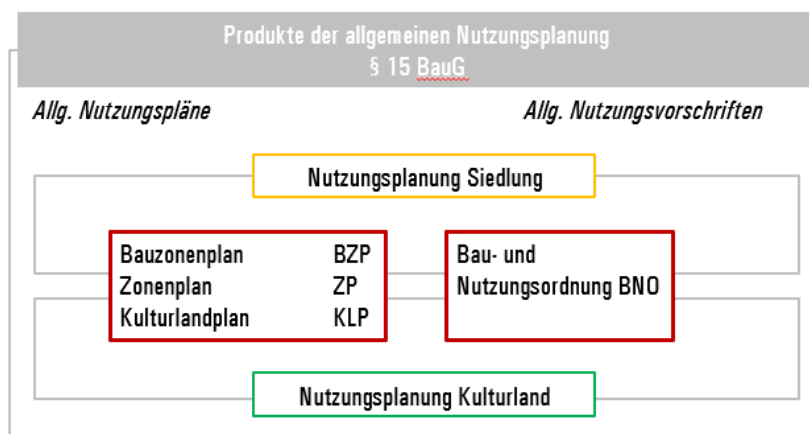 Produkte der allgemeinen Nutzungsplanung
§ 15 BauG
Allg. Nutzungspläne
Allg. Nutzungsvorschriften
Nutzungsplanung Siedlung
Bauzonenplan BZP
Zonenplan ZP
Kulturlandplan KLP
Bau- und
Nutzungsordnung BNO
Nutzungsplanung Kulturland